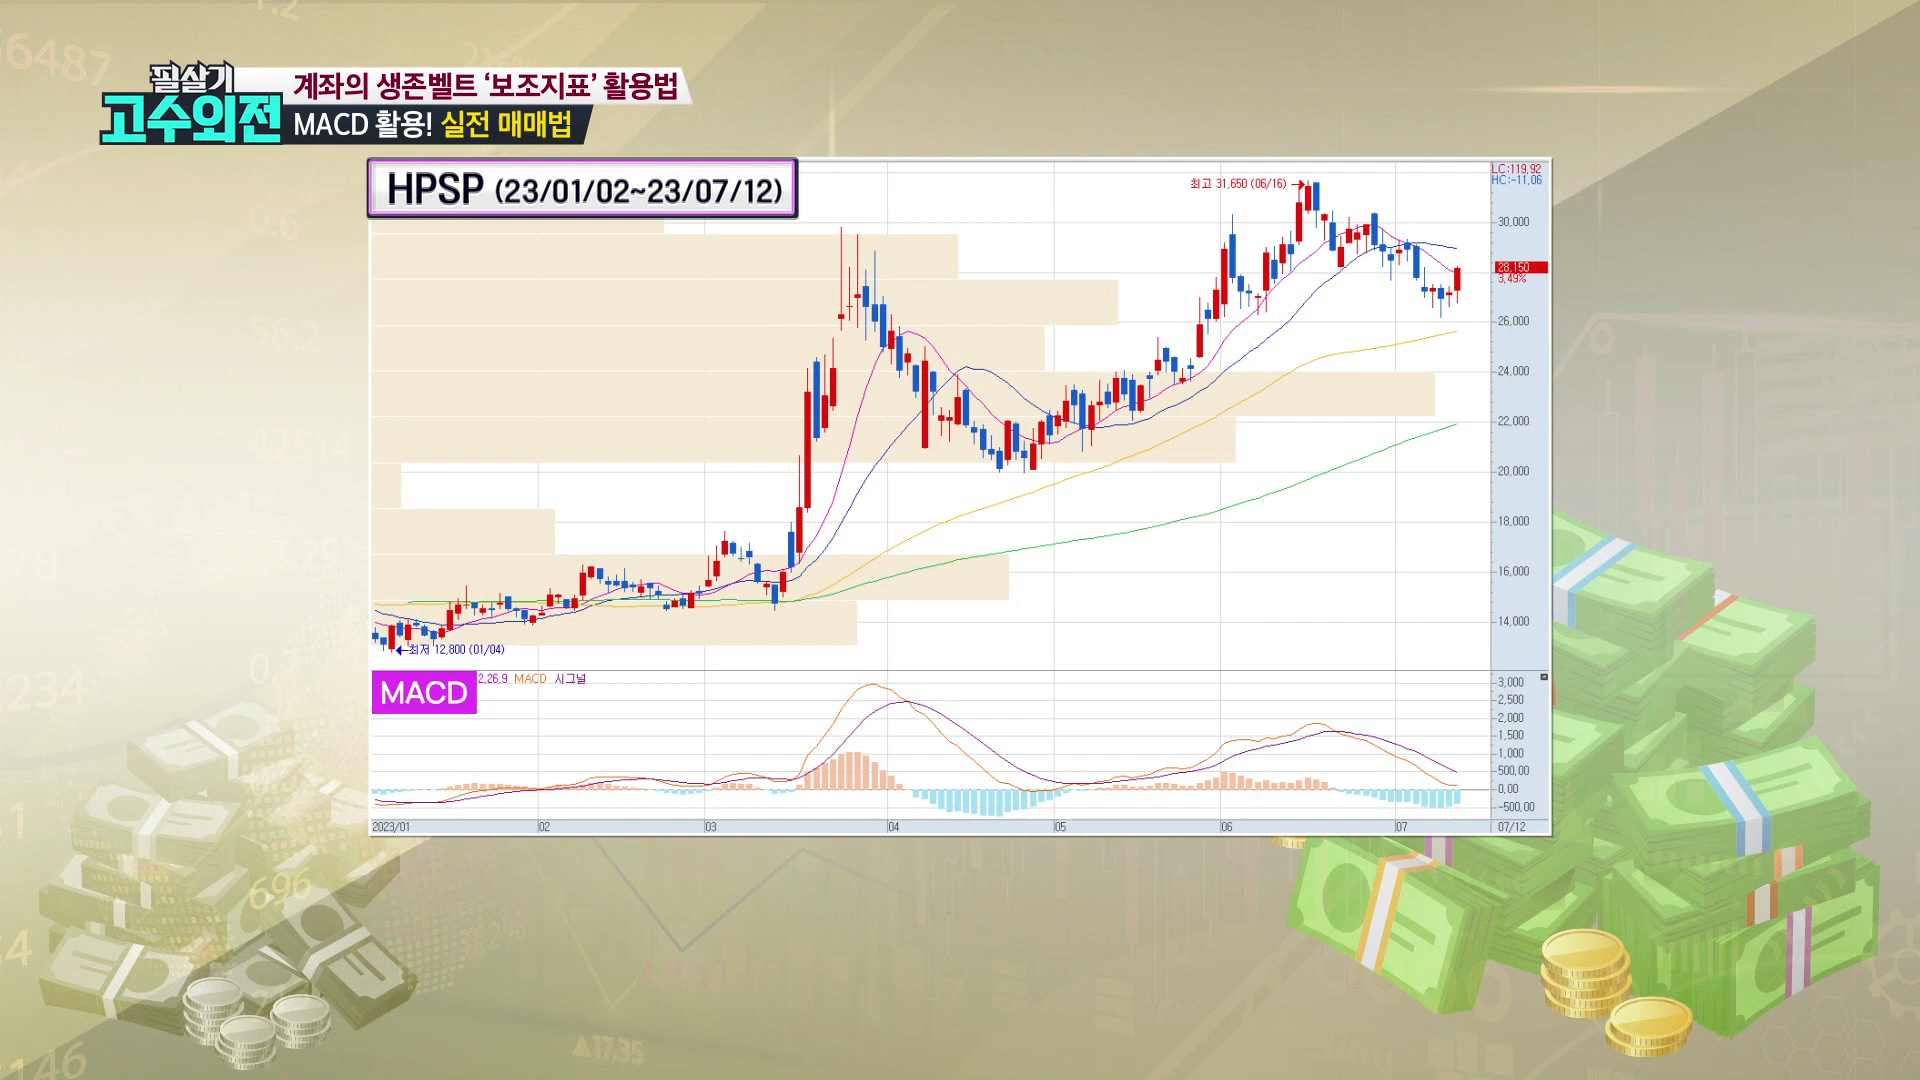 필살기
고수외전
계좌의 생존벨트 ‘보조지표’ 활용법
MACD 활용! 실전 매매법
HPSP (23/01/02~23/07/12)
LC:119,92
HC:-11,06
최고 31,650 (06/16)
30,000
28,150
3,49%
26,000
24,000
22,000
20,000
18,000
16,000
14,000
최저 12,800 (01/04)
MACD
2,26,9 MACD 시그널
3,000
2,500
2,000
1,500
1,000
500,00
0,00
-500,00
2023/01 02 03 04 05 06 07 07/12
6487
696
▲17.35